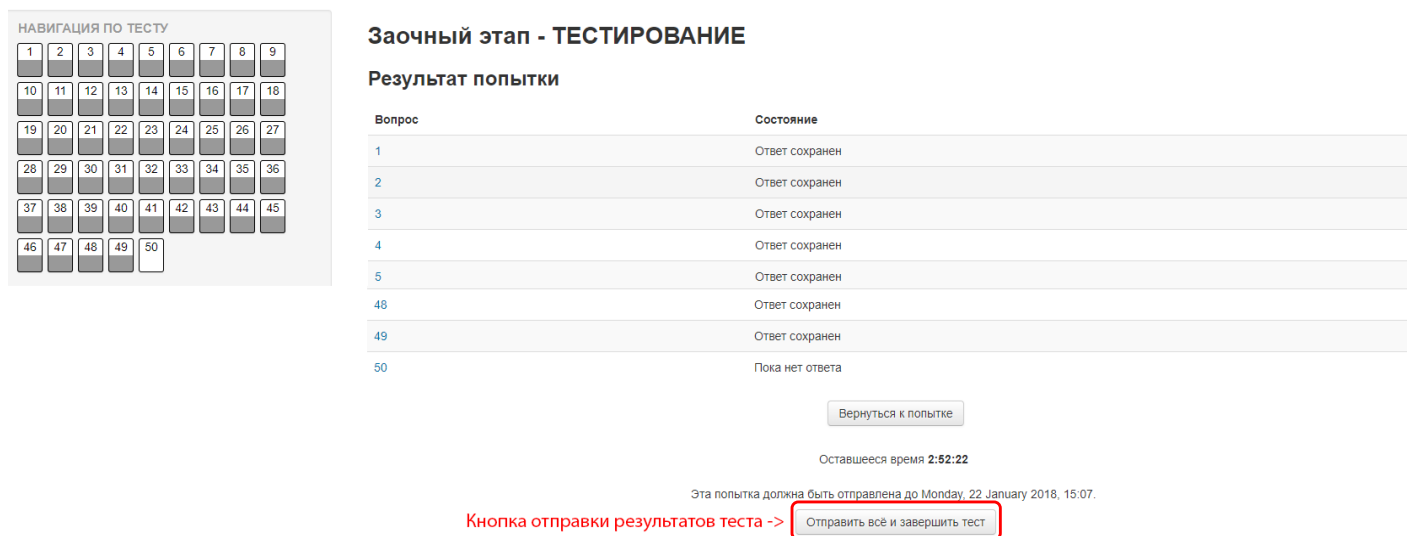 НАВИГАЦИЯ ПО ТЕСТУ
1 2 3 4 5 6 7 8 9
10 11 12 13 14 15 16 17 18
19 20 21 22 23 24 25 26 27
28 29 30 31 32 33 34 35 36
37 38 39 40 41 42 43 44 45
46 47 48 49 50
Заочный этап - ТЕСТИРОВАНИЕ
Результат попытки
Вопрос Состояние
1 Ответ сохранен
2 Ответ сохранен
3 Ответ сохранен
4 Ответ сохранен
5 Ответ сохранен
48 Ответ сохранен
49 Ответ сохранен
50 Пока нет ответа
Вернуться к попытке
Оставшееся время 2:52:22
Эта попытка должна быть отправлена до Monday, 22 January 2018, 15:07.
Кнопка отправки результатов теста -> Отправить всё и завершить тест